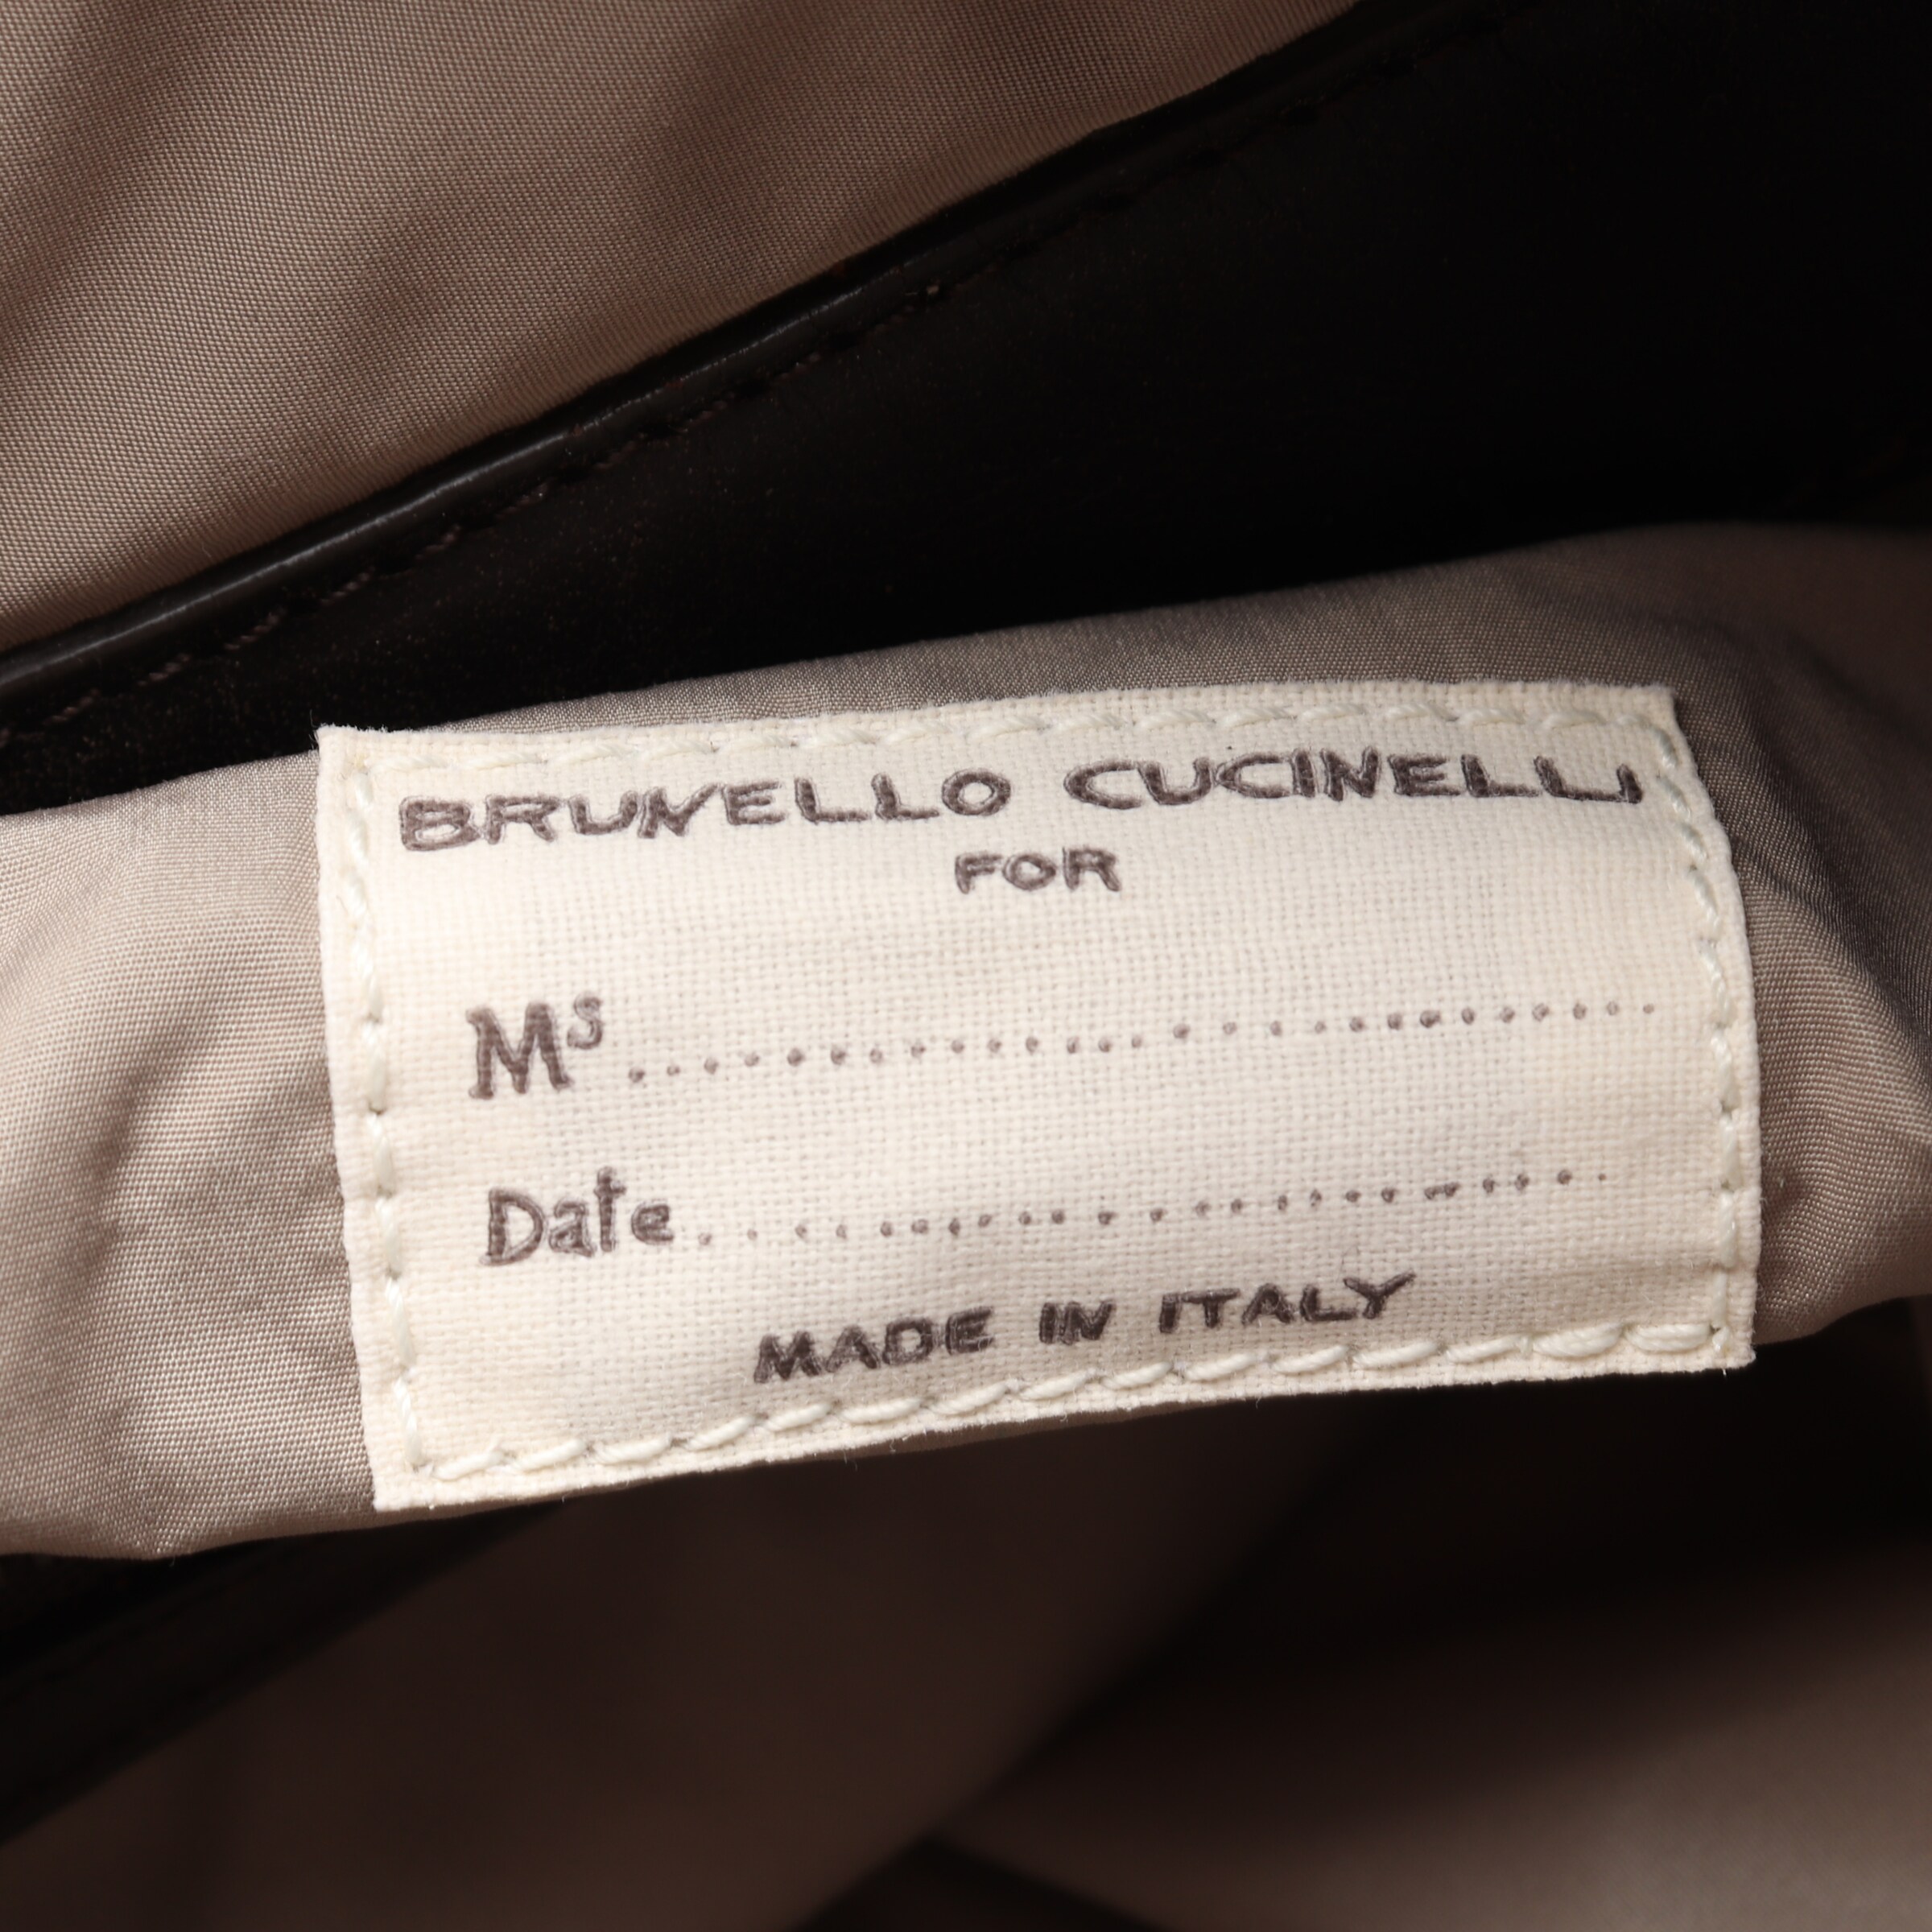 BRUNELLO CUCINELLI
FOR
Ms..............................
Date..........................
MADE IN ITALY